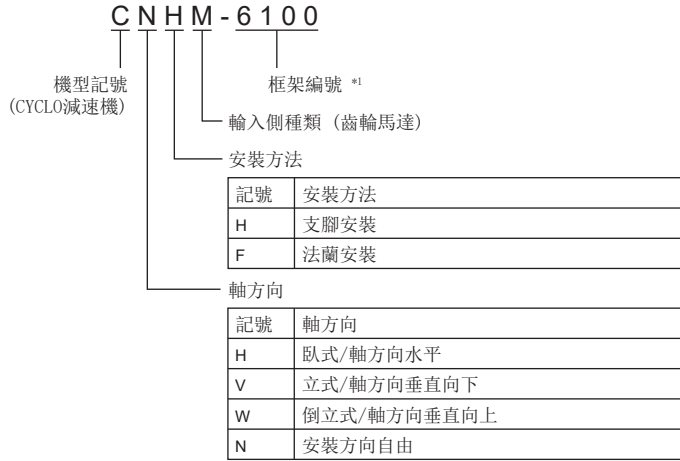 CNHM-6100
機型記號
(CYCLO減速機)
框架編號 *1
輸入側種類 (齒輪馬達)
安裝方法
記號 安裝方法
H 支腳安裝
F 法蘭安裝
軸方向
記號 軸方向
H 臥式/軸方向水平
V 立式/軸方向垂直向下
W 倒立式/軸方向垂直向上
N 安裝方向自由